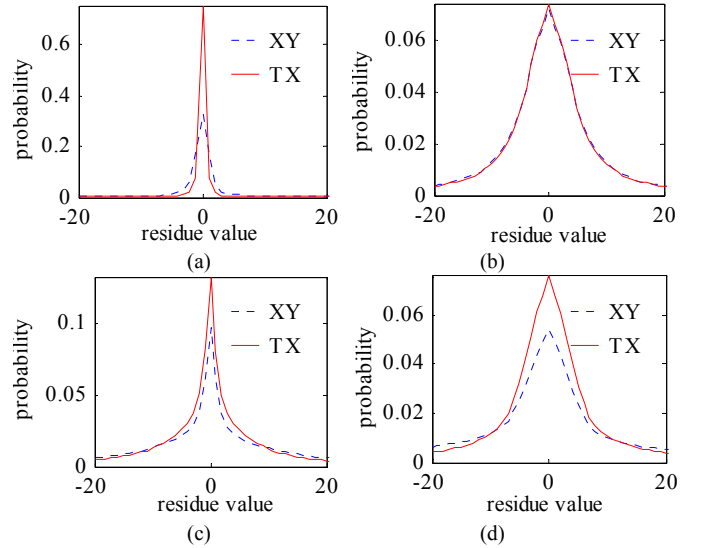 probability
0.6
0.4
0.2
0
XY
TX
-20 0 20
residue value
(a)
probability
0.06
0.04
0.02
0
XY
TX
-20 0 20
residue value
(b)
probability
0.1
0.05
0
XY
TX
-20 0 20
residue value
(c)
probability
0.06
0.04
0.02
0
XY
TX
-20 0 20
residue value
(d)